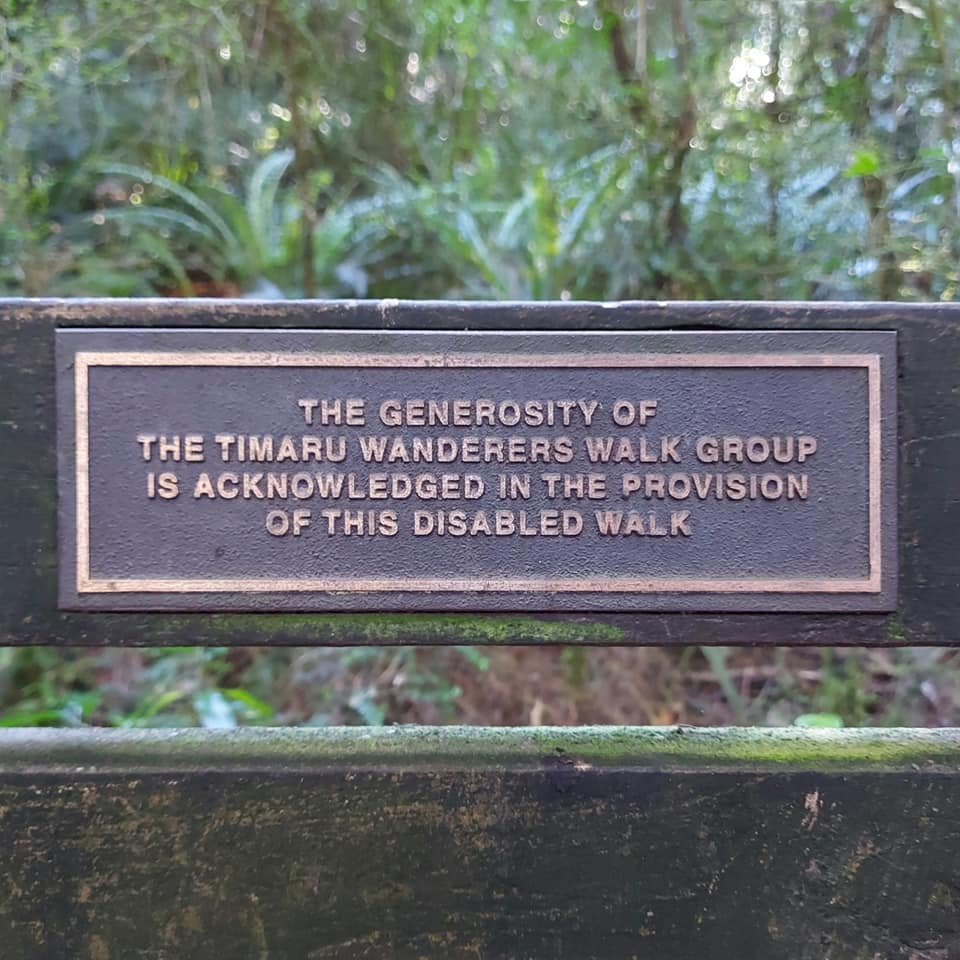 THE GENEROSITY OF
THE TIMARU WANDERERS WALK GROUP
IS ACKNOWLEDGED IN THE PROVISION
OF THIS DISABLED WALK